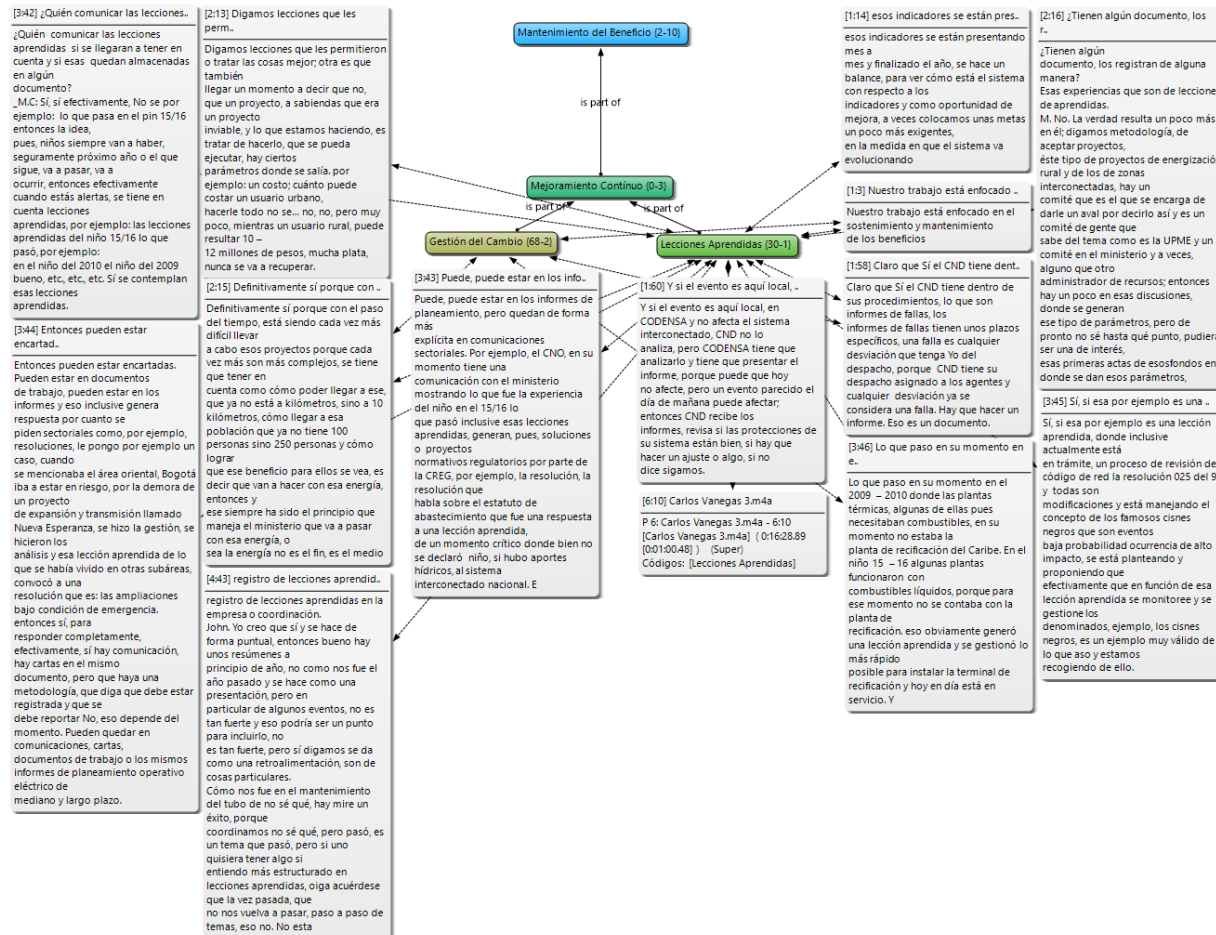 [3:42] ¿Quién comunicar las lecciones..
¿Quién  comunicar las lecciones
aprendidas  si se llegaran a tener en
cuenta y si esas  quedan almacenadas
en algún
documento?
_M.C: Sí, sí efectivamente, No se por
ejemplo:  lo que pasa en el pin 15/16
entonces la idea,
pues, niños siempre van a haber,
seguramente próximo año o el que
sigue, va a pasar, va a
ocurrir, entonces efectivamente
cuando estás alertas, se tiene en
cuenta lecciones
aprendidas, por ejemplo: las lecciones
aprendidas del niño 15/16 lo que
pasó, por ejemplo:
en el niño del 2010 el niño del 2009
bueno, etc, etc, etc. Sí se contemplan
esas lecciones
aprendidas.
[3:44] Entonces pueden estar
encartad..
Entonces pueden estar encartadas.
Pueden estar en documentos
de trabajo, pueden estar en los
informes y eso inclusive genera
respuesta por cuanto se
piden sectoriales como, por ejemplo,
resoluciones, le pongo por ejemplo un
caso, cuando
se mencionaba el área oriental, Bogotá
iba a estar en riesgo, por la demora de
un proyecto
de expansión y transmisión llamado
Nueva Esperanza, se hizo la gestión, se
hicieron los
análisis y esa lección aprendida de lo
que se había vivido en otras subáreas,
convocó a una
resolución que es: las ampliaciones
bajo condición de emergencia.
entonces sí, para
responder completamente,
efectivamente, sí hay comunicación,
hay cartas en el mismo
documento, pero que haya una
metodología, que diga que debe estar
registrada y que se
debe reportar No, eso depende del
momento. Pueden quedar en
comunicaciones, cartas,
documentos de trabajo o los mismos
informes de planeamiento operativo
eléctrico de
mediano y largo plazo.
[2:13] Digamos lecciones que les
perm..
Digamos lecciones que les permitieron
o tratar las cosas mejor; otra es que
también
llegar un momento a decir que no,
que un proyecto, a sabiendas que era
un proyecto
inviable, y lo que estamos haciendo, es
tratar de hacerlo, que se pueda
ejecutar, hay ciertos
parámetros donde se salía. por
ejemplo: un costo; cuánto puede
costar un usuario urbano,
hacerle todo no se... no, no, pero muy
poco, mientras un usuario rural, puede
resultar 10 –
12 millones de pesos, mucha plata,
nunca se va a recuperar.
[2:15] Definitivamente sí porque con ..
Definitivamente sí porque con el paso
del tiempo, está siendo cada vez más
difícil llevar
a cabo esos proyectos porque cada
vez más son más complejos, se tiene
que tener en
cuenta como cómo poder llegar a ese,
que ya no está a kilómetros, sino a 10
kilómetros, cómo llegar a esa
población que ya no tiene 100
personas sino 250 personas y cómo
lograr
que ese beneficio para ellos se vea, es
decir que van a hacer con esa energía,
entonces y
ese siempre ha sido el principio que
maneja el ministerio que va a pasar
con esa energía, o
sea la energía no es el fin, es el medio
[4:43] registro de lecciones aprendid..
registro de lecciones aprendidas en la
empresa o coordinación.
John. Yo creo que sí y se hace de
forma puntual, entonces bueno hay
unos resúmenes a
principio de año, no como nos fue el
año pasado y se hace como una
presentación, pero en
particular de algunos eventos, no es
tan fuerte y eso podría ser un punto
para incluirlo, no
es tan fuerte, pero sí digamos se da
como una retroalimentación, son de
cosas particulares.
Cómo nos fue en el mantenimiento
del tubo de no sé qué, hay mire un
éxito, porque
coordinamos no sé qué, pero pasó, es
un tema que pasó, pero si uno
quisiera tener algo si
entiendo más estructurado en
lecciones aprendidas, oiga acuérdese
que la vez pasada, que
no nos vuelva a pasar, paso a paso de
temas, eso no. No esta
Mantenimiento del Beneficio {2-10}
is part of
Mejoramiento Contínuo {0-3}
is part of
is part of
Gestión del Cambio {68-2}
Lecciones Aprendidas {30-1}
[3:43] Puede, puede estar en los info..
Puede, puede estar en los informes de
planeamiento, pero quedan de forma
más
explícita en comunicaciones
sectoriales. Por ejemplo, el CNO, en su
momento tiene una
comunicación con el ministerio
mostrando lo que fue la experiencia
del niño en el 15/16 lo
que pasó inclusive esas lecciones
aprendidas, generan, pues, soluciones
o  proyectos
normativos regulatorios por parte de
la CREG, por ejemplo, la resolución, la
resolución que
habla sobre el estatuto de
abastecimiento que fue una respuesta
a una lección aprendida,
de un momento crítico donde bien no
se declaró  niño, si hubo aportes
hídricos, al sistema
interconectado nacional. E
[1:60] Y si el evento es aquí local, ..
Y si el evento es aquí local, en
CODENSA y no afecta el sistema
interconectado, CND no lo
analiza, pero CODENSA tiene que
analizarlo y tiene que presentar el
informe, porque puede que hoy
no afecte, pero un evento parecido el
día de mañana puede afectar;
entonces CND recibe los
informes, revisa si las protecciones de
su sistema están bien, si hay que
hacer un ajuste o algo, si no
dice sigamos.
[6:10] Carlos Vanegas 3.m4a
P 6: Carlos Vanegas 3.m4a - 6:10
[Carlos Vanegas 3.m4a]  ( 0:16:28.89
[0:01:00.48] )   (Super)
Códigos: [Lecciones Aprendidas]
[1:14] esos indicadores se están pres..
esos indicadores se están presentando
mes a
mes y finalizado el año, se hace un
balance, para ver cómo está el sistema
con respecto a los
indicadores y como oportunidad de
mejora, a veces colocamos unas metas
un poco más exigentes,
en la medida en que el sistema va
evolucionando
[1:3] Nuestro trabajo está enfocado ..
Nuestro trabajo está enfocado en el
sostenimiento y mantenimiento
de los beneficios
[1:58] Claro que Sí el CND tiene dent..
Claro que Sí el CND tiene dentro de
sus procedimientos, lo que son
informes de fallas, los
informes de fallas tienen unos plazos
específicos, una falla es cualquier
desviación que tenga Yo del
despacho, porque  CND tiene su
despacho asignado a los agentes y
cualquier  desviación ya se
considera una falla. Hay que hacer un
informe. Eso es un documento.
[3:46] Lo que paso en su momento en
e..
Lo que paso en su momento en el
2009  – 2010 donde las plantas
térmicas, algunas de ellas pues
necesitaban combustibles, en su
momento no estaba la
planta de recificación del Caribe. En el
niño 15  – 16 algunas plantas
funcionaron  con
combustibles líquidos, porque para
ese momento no se contaba con la
planta de
recificación. eso obviamente generó
una lección aprendida y se gestionó lo
más rápido
posible para instalar la terminal de
recificación y hoy en día está en
servicio. Y
[2:16] ¿Tienen algún documento, los
r..
¿Tienen algún
documento, los registran de alguna
manera?
Esas experiencias que son de leccione
de aprendidas.
M. No. La verdad resulta un poco más
en él; digamos metodología, de
aceptar proyectos,
éste tipo de proyectos de energizació
rural y de los de zonas
interconectadas, hay un
comité que es el que se encarga de
darle un aval por decirlo así y es un
comité de gente que
sabe del tema como es la UPME y un
comité en el ministerio y a veces,
alguno que otro
administrador de recursos; entonces
hay un poco en esas discusiones,
donde se generan
ese tipo de parámetros, pero de
pronto no sé hasta qué punto, pudiera
ser una de interés,
esas primeras actas de esosfondos en
donde se dan esos parámetros,
[3:45] Sí, si esa por ejemplo es una ..
Sí, si esa por ejemplo es una lección
aprendida, donde inclusive
actualmente está
en trámite, un proceso de revisión de
código de red la resolución 025 del 9
y  todas son
modificaciones y está manejando el
concepto de los famosos cisnes
negros que son eventos
baja probabilidad ocurrencia de alto
impacto, se está planteando y
proponiendo que
efectivamente que en función de esa
lección aprendida se monitoree y se
gestione los
denominados, ejemplo, los cisnes
negros, es un ejemplo muy válido de
lo que aso y estamos
recogiendo de ello.